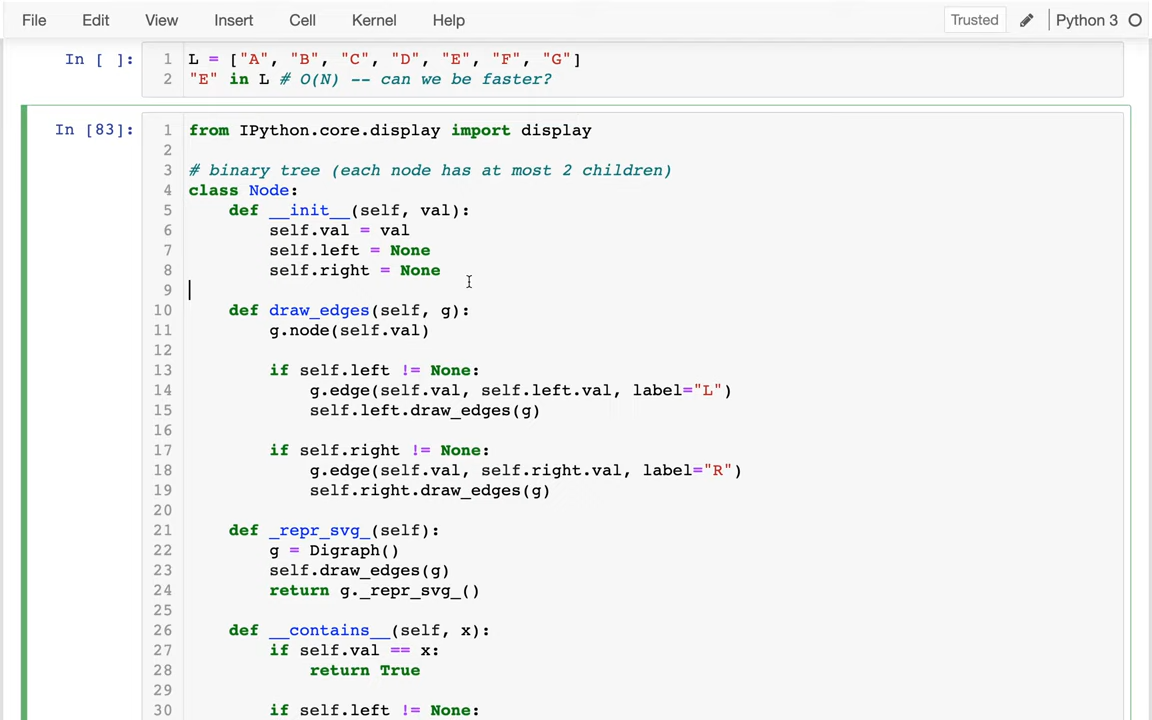 File Edit View Insert Cell Kernel Help Trusted Python 3
In [ ]: 1 L = ["A", "B", "C", "D", "E", "F", "G"]
2 "E" in L # O(N) -- can we be faster?
In [83]: 1 from IPython.core.display import display
2
3 # binary tree (each node has at most 2 children)
4 class Node:
5     def __init__(self, val):
6         self.val = val
7         self.left = None
8         self.right = None
9
10     def draw_edges(self, g):
11         g.node(self.val)
12
13         if self.left != None:
14             g.edge(self.val, self.left.val, label="L")
15             self.left.draw_edges(g)
16
17         if self.right != None:
18             g.edge(self.val, self.right.val, label="R")
19             self.right.draw_edges(g)
20
21     def _repr_svg_(self):
22         g = Digraph()
23         self.draw_edges(g)
24         return g._repr_svg_()
25
26     def __contains__(self, x):
27         if self.val == x:
28             return True
29
30         if self.left != None: